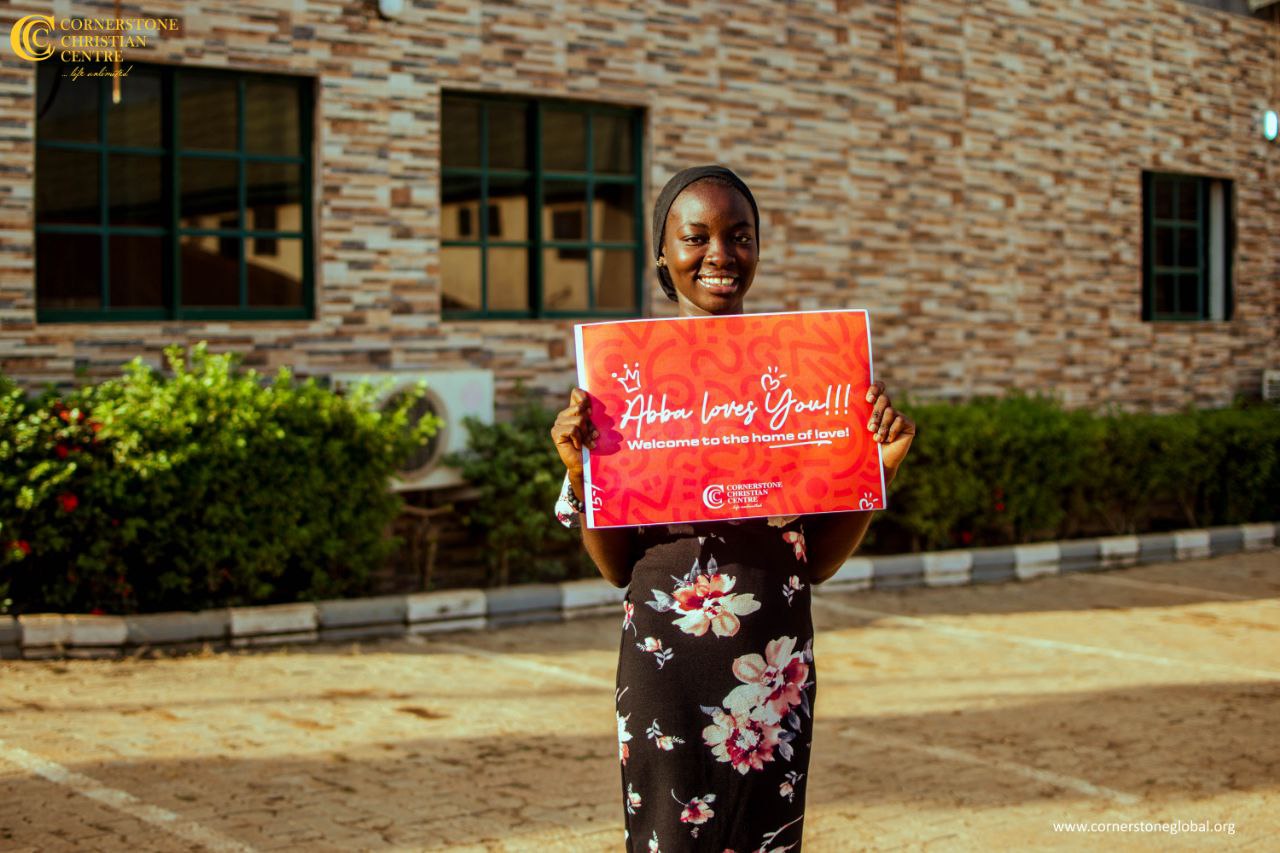 CORNERSTONE
CHRISTIAN
CENTRE
... life unlimited
Abba loves You!!!
Welcome to the home of love!
CORNERSTONE
CHRISTIAN
CENTRE
life unlimited
www.cornerstoneglobal.org